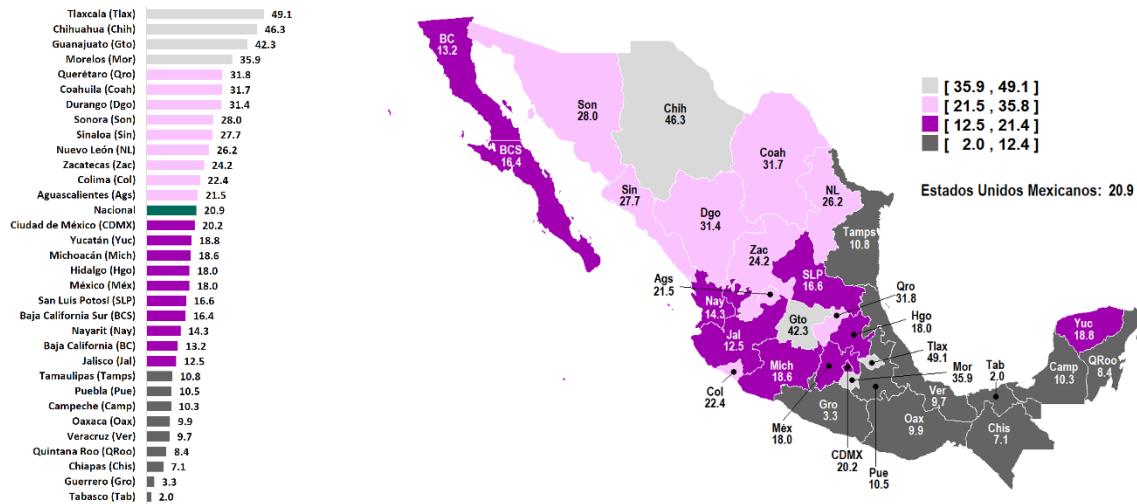 Tlaxcala (Tlax) 49.1
Chihuahua (Chih) 46.3
Guanajuato (Gto) 42.3
Morelos (Mor) 35.9
Querétaro (Qro) 31.8
Coahuila (Coah) 31.7
Durango (Dgo) 31.4
Sonora (Son) 28.0
Sinaloa (Sin) 27.7
Nuevo León (NL) 26.2
Zacatecas (Zac) 24.2
Colima (Col) 22.4
Aguascalientes (Ags) 21.5
Nacional 20.9
Ciudad de México (CDMX) 20.2
Yucatán (Yuc) 18.8
Michoacán (Mich) 18.6
Hidalgo (Hgo) 18.0
México (Méx) 18.0
San Luis Potosí (SLP) 16.6
Baja California Sur (BCS) 16.4
Nayarit (Nay) 14.3
Baja California (BC) 13.2
Jalisco (Jal) 12.5
Tamaulipas (Tamps) 10.8
Puebla (Pue) 10.5
Campeche (Camp) 10.3
Oaxaca (Oax) 9.9
Veracruz (Ver) 9.7
Quintana Roo (QRoo) 8.4
Chiapas (Chis) 7.1
Guerrero (Gro) 3.3
Tabasco (Tab) 2.0
BC
13.2
BCS
16.4
Son
28.0
Chih
46.3
Coah
31.7
Sin
27.7
Dgo
31.4
NL
26.2
Tamps
10.8
Zac
24.2
SLP
16.6
Ags
21.5
Nay
14.3
Jal
12.5
Gto
42.3
Qro
31.8
Hgo
18.0
Tlax
49.1
Mor
35.9
Col
22.4
Mich
18.6
Méx
18.0
CDMX
20.2
Pue
10.5
Gro
3.3
Oax
9.9
Ver
9.7
Tab
2.0
Chis
7.1
Camp
10.3
Yuc
18.8
QRoo
8.4
[ 35.9 , 49.1 ]
[ 21.5 , 35.8 ]
[ 12.5 , 21.4 ]
[ 2.0 , 12.4 ]
Estados Unidos Mexicanos: 20.9